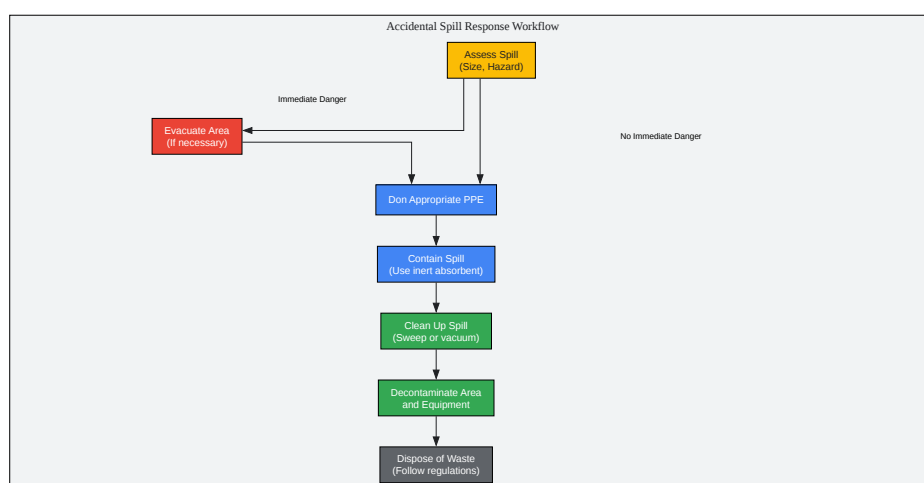 Accidental Spill Response Workflow
Assess Spill
(Size, Hazard)
Immediate Danger
Evacuate Area
(If necessary)
No Immediate Danger
Don Appropriate PPE
Contain Spill
(Use inert absorbent)
Clean Up Spill
(Sweep or vacuum)
Decontaminate Area
and Equipment
Dispose of Waste
(Follow regulations)